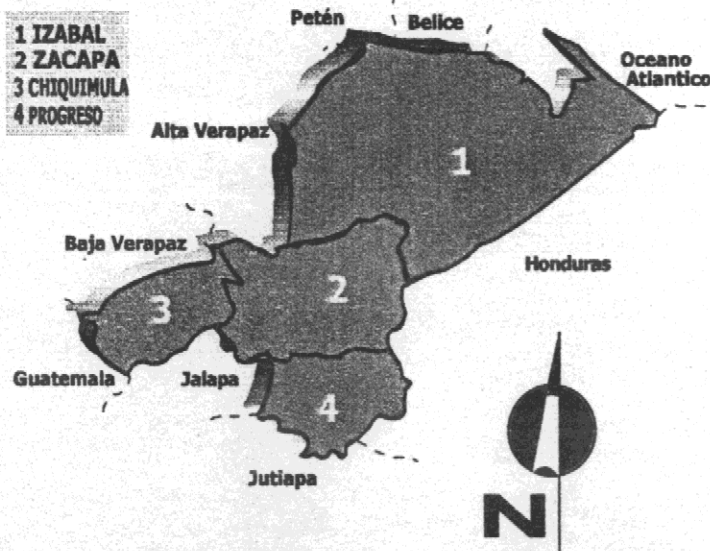 1 IZABAL
2 ZACAPA
3 CHIQUIMULA
4 PROGRESO
Petén
Belice
Oceano
Atlantico
Alta Verapaz
1
Baja Verapaz
Honduras
2
3
Guatemala
Jalapa
4
Jutiapa
N